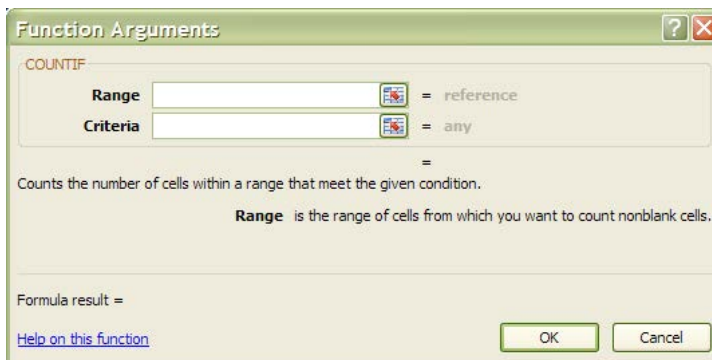 Function Arguments
COUNTIF
Range = reference
Criteria = any
=
Counts the number of cells within a range that meet the given condition.
Range is the range of cells from which you want to count nonblank cells.
Formula result =
Help on this function OK Cancel